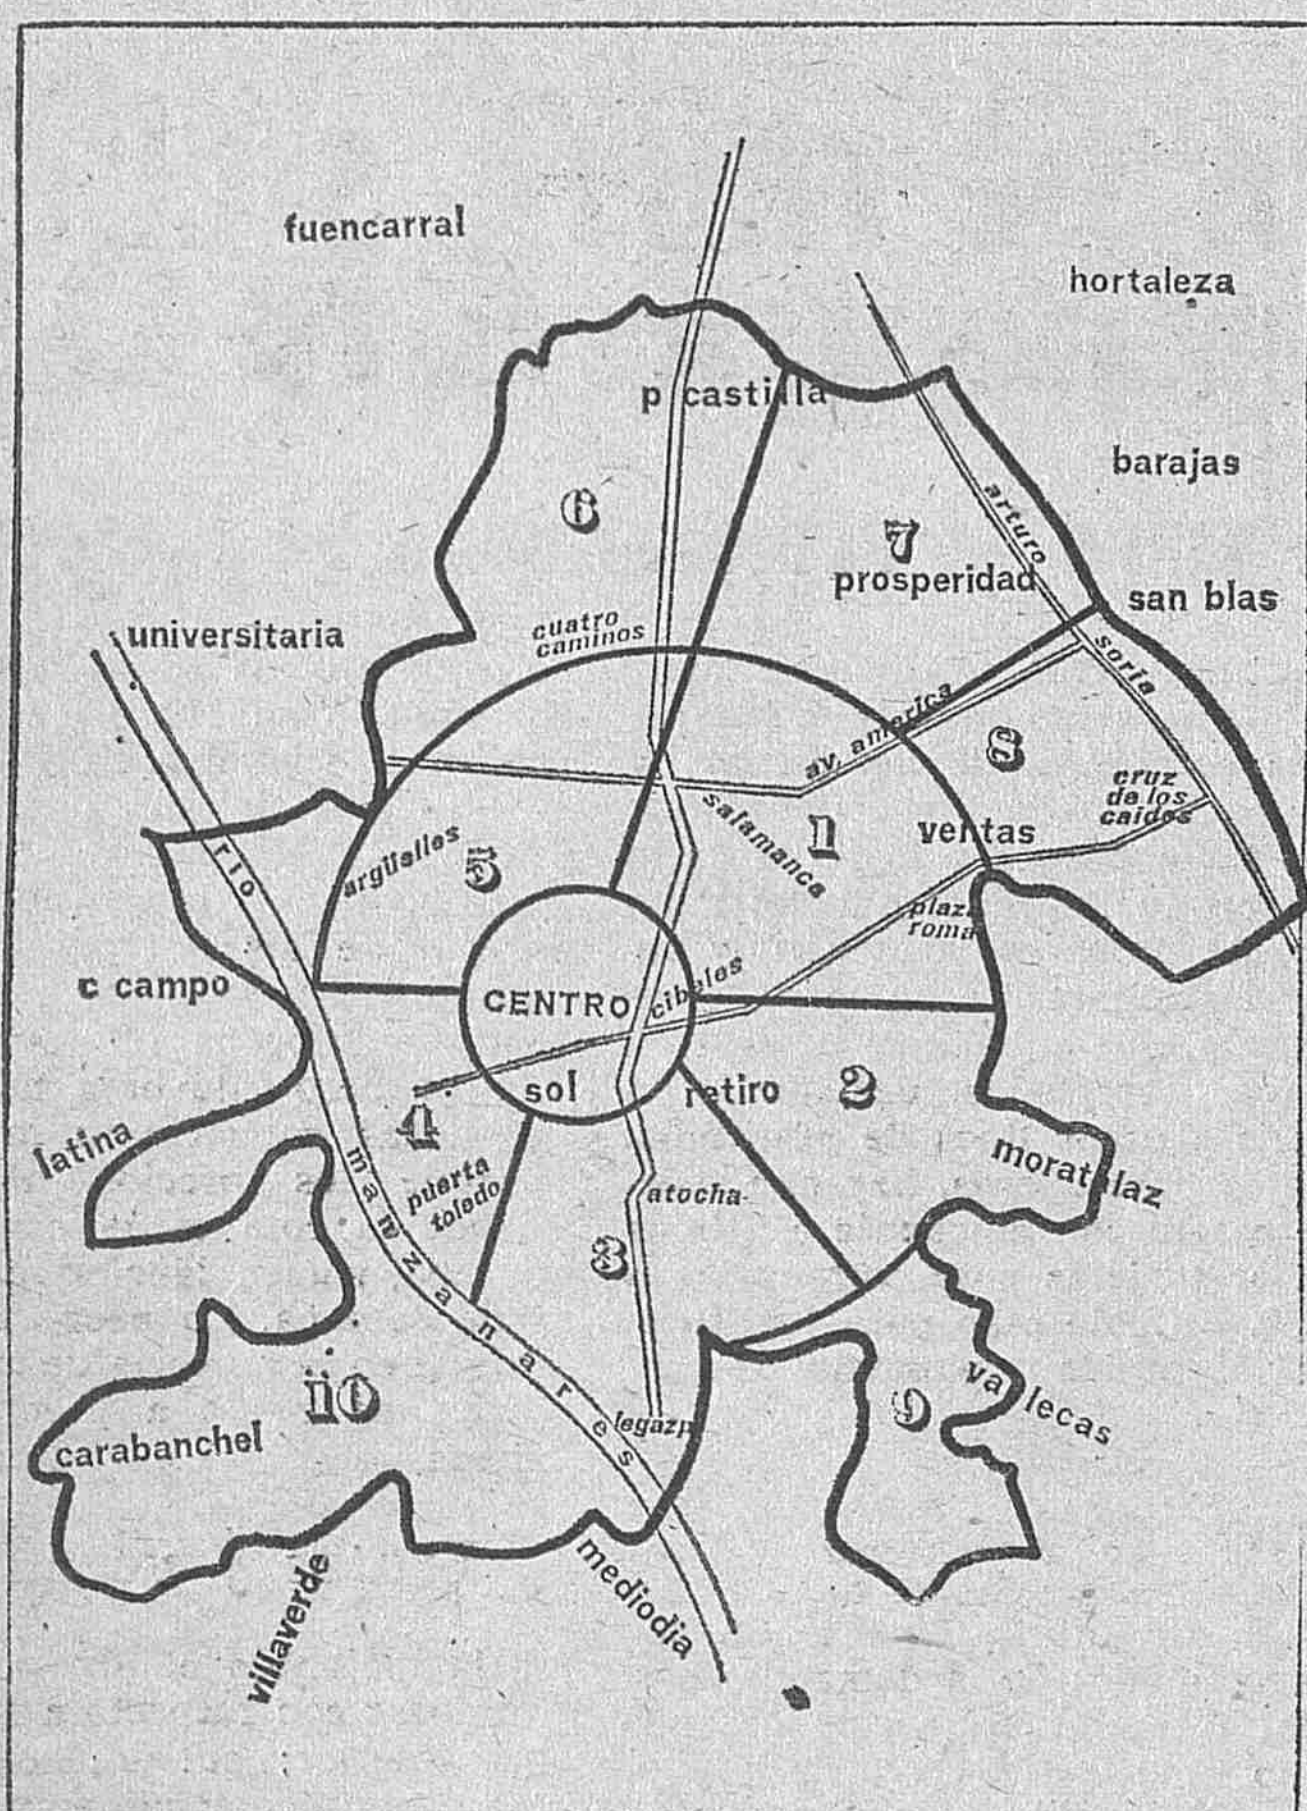 fuencarral
hortaleza
p castilla
barajas
6
arturo
7
prosperidad
san blas
cuatro
caminos
universitaria
soria
av. america
8
cruz
de los
caidos
salamanca
1
ventas
argüelles
5
rio
plaza
roma
c campo
CENTRO
cibeles
sol
retiro
2
4
latina
moratalaz
puerta
toledo
manzanares
atocha
3
10
9
vallecas
legazpi
carabanchel
villaverde
mediodia